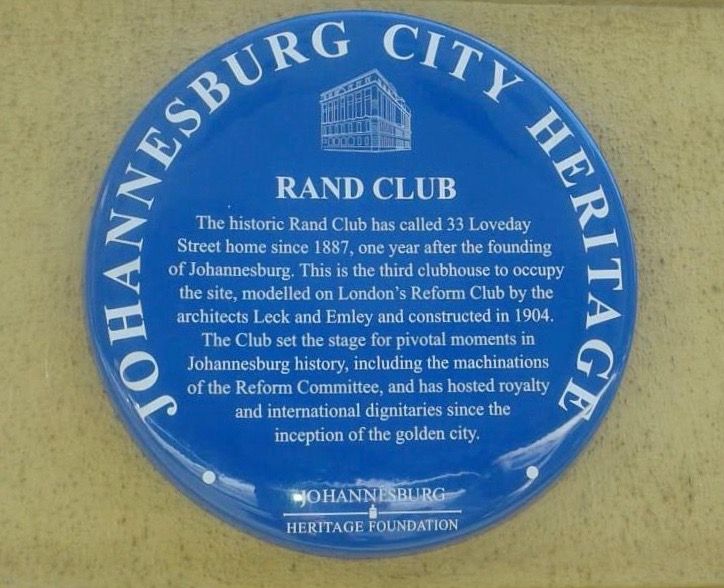 JOHANNESBURG CITY HERITAGE
RAND CLUB
The historic Rand Club has called 33 Loveday
Street home since 1887, one year after the founding
of Johannesburg. This is the third clubhouse to occupy
the site, modelled on London's Reform Club by the
architects Leck and Emley and constructed in 1904.
The Club set the stage for pivotal moments in
Johannesburg history, including the machinations
of the Reform Committee, and has hosted royalty
and international dignitaries since the
inception of the golden city.
JOHANNESBURG
HERITAGE FOUNDATION